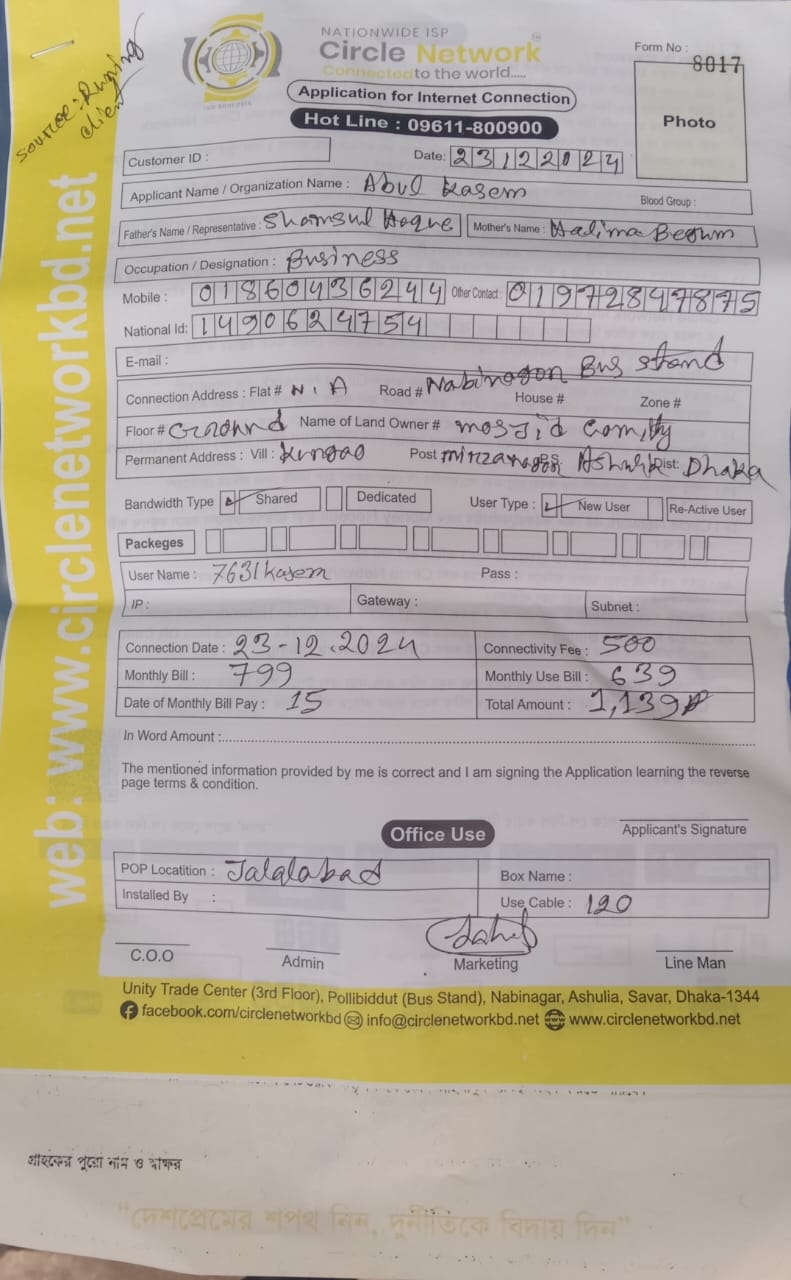 Source: Runing
client
NATIONWIDE ISP
Circle Network
Connected to the world.....
Application for Internet Connection
Hot Line : 09611-800900
Form No :
8017
Photo
Customer ID :
Date: 23122024
Applicant Name / Organization Name : Abul Kasem
Blood Group :
Father's Name / Representative : Shamsul Hoque Mother's Name : Halima Begum
Occupation / Designation : Business
Mobile : 01860436244 Other Contact : 01972847875
National Id: 1490624754
E-mail :
Connection Address : Flat # N.A Road # Nabinagar Bus stand House # Zone #
Floor # Ground Name of Land Owner # mosjid comity
Permanent Address : Vill : Post Dist: Dhaka
Bandwidth Type Shared Dedicated User Type : New User Re-Active User
Packeges
User Name : 7631kasem Pass :
IP : Gateway : Subnet :
Connection Date : 23-12.2024 Connectivity Fee : 500
Monthly Bill : 799 Monthly Use Bill : 639
Date of Monthly Bill Pay : 15 Total Amount : 1,139
In Word Amount :
The mentioned information provided by me is correct and I am signing the Application learning the reverse
page terms & condition.
Applicant's Signature
Office Use
POP Locatition : Jalalabad Box Name :
Installed By : Use Cable : 120
C.O.O Admin Marketing Line Man
Unity Trade Center (3rd Floor), Pollibiddut (Bus Stand), Nabinagar, Ashulia, Savar, Dhaka-1344
facebook.com/circlenetworkbd info@circlenetworkbd.net www.circlenetworkbd.net
web: www.circlenetworkbd.net
গ্রাহকের পুরো নাম ও স্বাক্ষর
“দেশপ্রেমের শপথ নিন, দুর্নীতিকে বিদায় দিন”